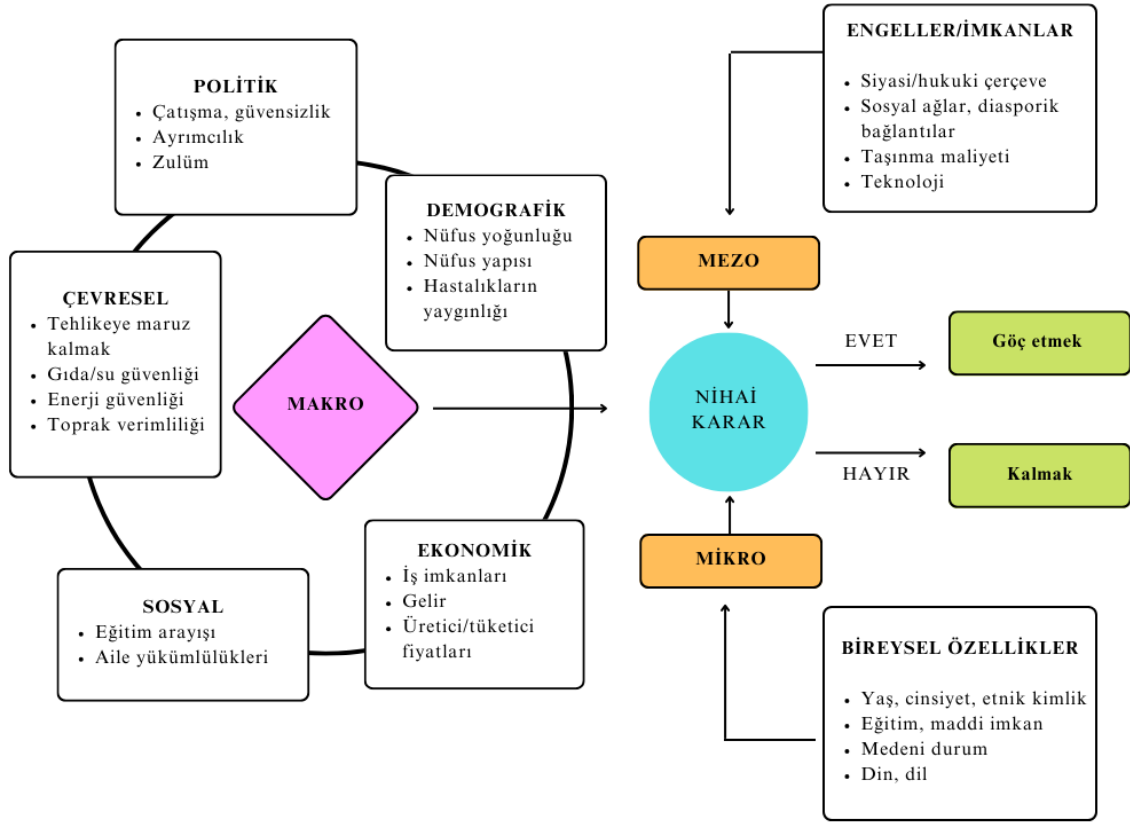 POLİTİK
• Çatışma, güvensizlik
• Ayrımcılık
• Zulüm
DEMOGRAFİK
• Nüfus yoğunluğu
• Nüfus yapısı
• Hastalıkların
yaygınlığı
ÇEVRESEL
• Tehlikeye maruz
kalmak
• Gıda/su güvenliği
• Enerji güvenliği
• Toprak verimliliği
MAKRO
EKONOMİK
• İş imkanları
• Gelir
• Üretici/tüketici
fiyatları
SOSYAL
• Eğitim arayışı
• Aile yükümlülükleri
ENGELLER/İMKANLAR
• Siyasi/hukuki çerçeve
• Sosyal ağlar, diasporik
bağlantılar
• Taşınma maliyeti
• Teknoloji
MEZO
NİHAİ
KARAR
EVET
Göç etmek
HAYIR
Kalmak
MİKRO
BİREYSEL ÖZELLİKLER
• Yaş, cinsiyet, etnik kimlik
• Eğitim, maddi imkan
• Medeni durum
• Din, dil